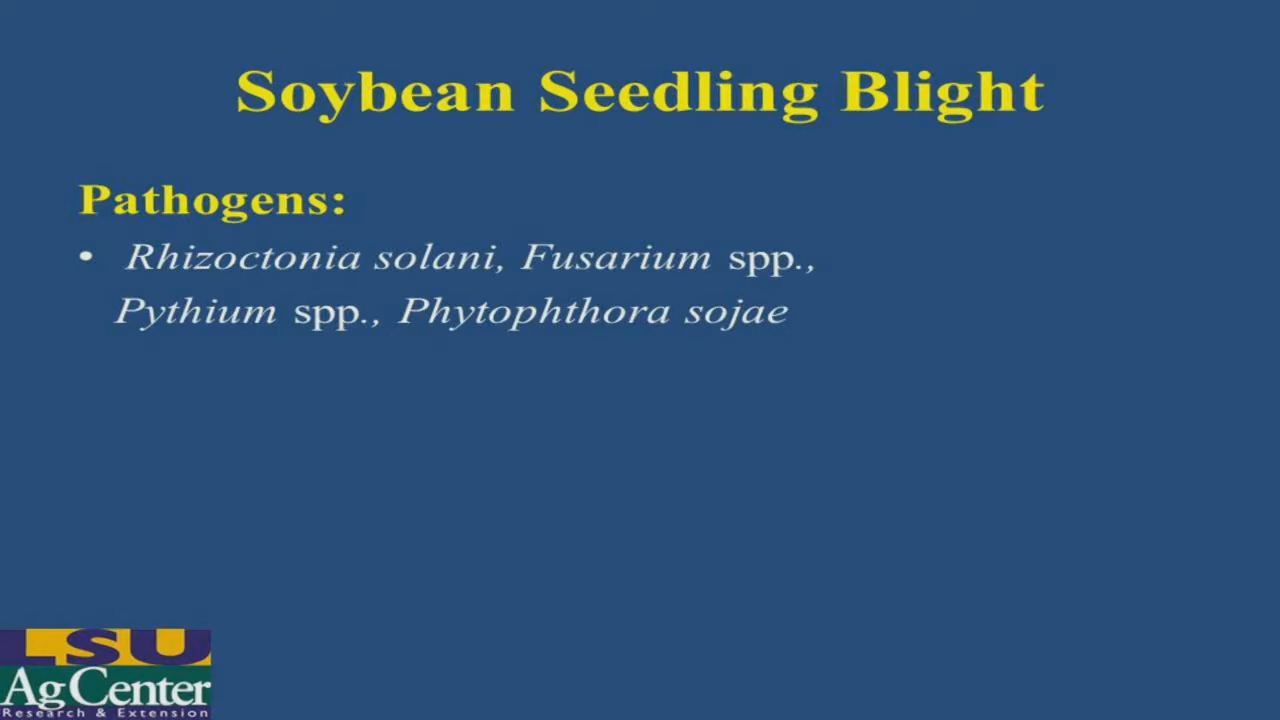 Soybean Seedling Blight
Pathogens:
• Rhizoctonia solani, Fusarium spp.,
Pythium spp., Phytophthora sojae
LSU
AgCenter
Research & Extension